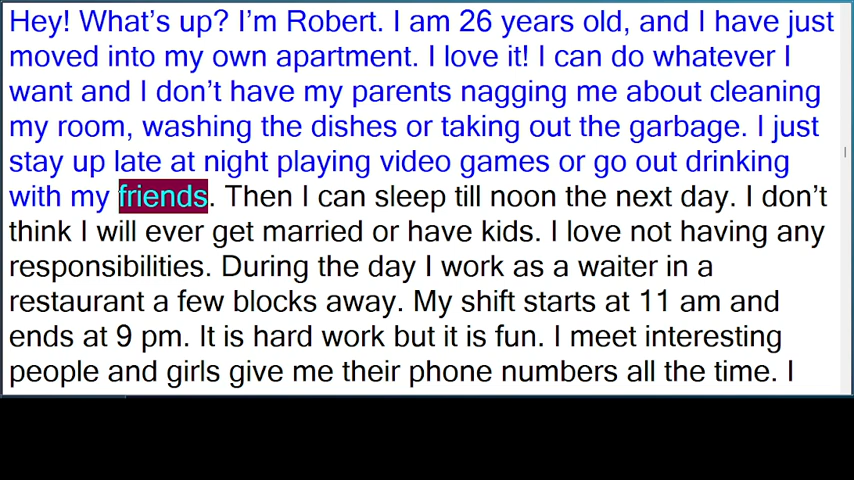 Hey! What’s up? I’m Robert. I am 26 years old, and I have just
moved into my own apartment. I love it! I can do whatever I
want and I don’t have my parents nagging me about cleaning
my room, washing the dishes or taking out the garbage. I just
stay up late at night playing video games or go out drinking
with my friends. Then I can sleep till noon the next day. I don’t
think I will ever get married or have kids. I love not having any
responsibilities. During the day I work as a waiter in a
restaurant a few blocks away. My shift starts at 11 am and
ends at 9 pm. It is hard work but it is fun. I meet interesting
people and girls give me their phone numbers all the time. I